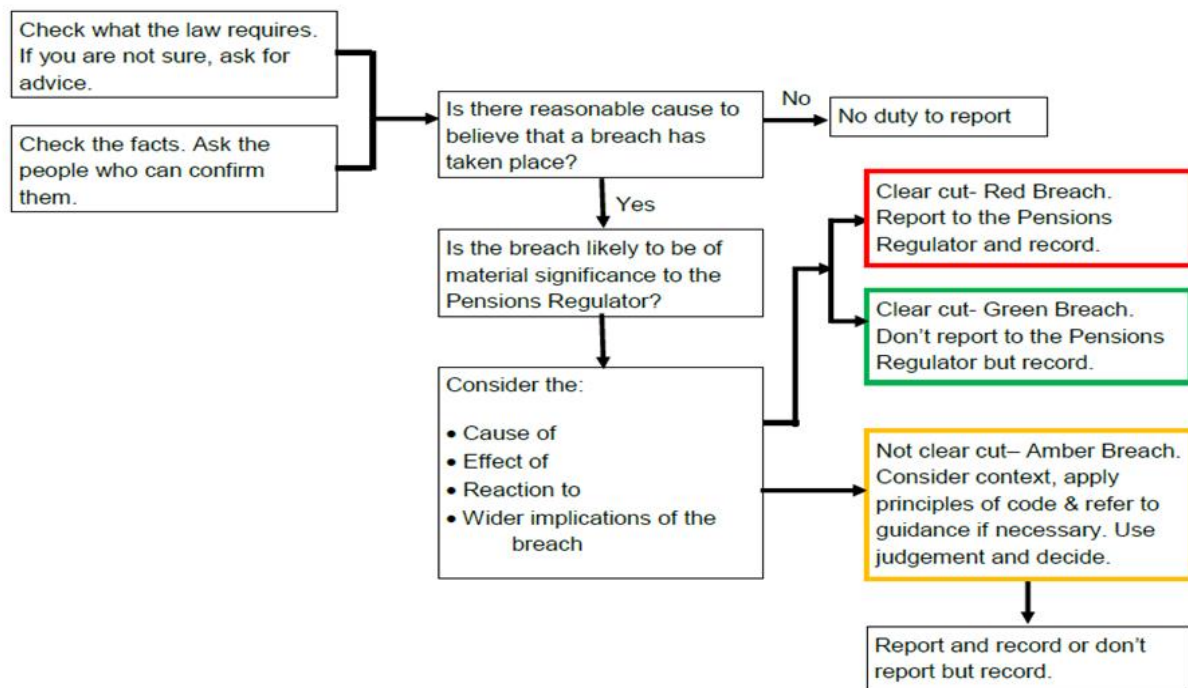 Check what the law requires.
If you are not sure, ask for
advice.
Check the facts. Ask the
people who can confirm
them.
Is there reasonable cause to
believe that a breach has
taken place?
No
No duty to report
Yes
Is the breach likely to be of
material significance to the
Pensions Regulator?
Consider the:
• Cause of
• Effect of
• Reaction to
• Wider implications of the
breach
Clear cut- Red Breach.
Report to the Pensions
Regulator and record.
Clear cut- Green Breach.
Don’t report to the Pensions
Regulator but record.
Not clear cut– Amber Breach.
Consider context, apply
principles of code & refer to
guidance if necessary. Use
judgement and decide.
Report and record or don’t
report but record.